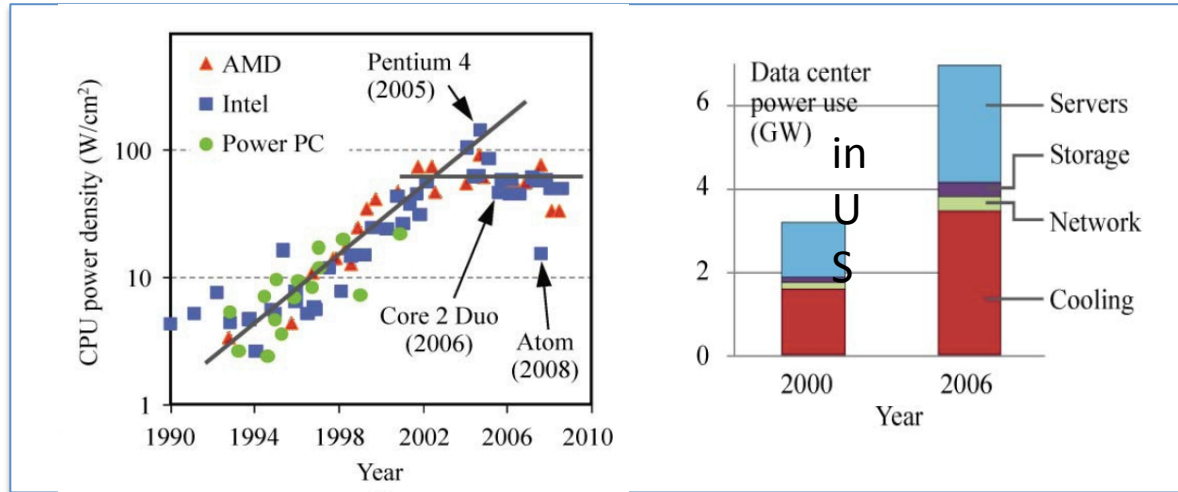 AMD
Intel
Power PC
Pentium 4
(2005)
Core 2 Duo
(2006)
Atom
(2008)
CPU power density (W/cm²)
100
10
1
1990 1994 1998 2002 2006 2010
Year
Data center
power use
(GW)
in
U
S
6
4
2
0
Servers
Storage
Network
Cooling
2000 2006
Year